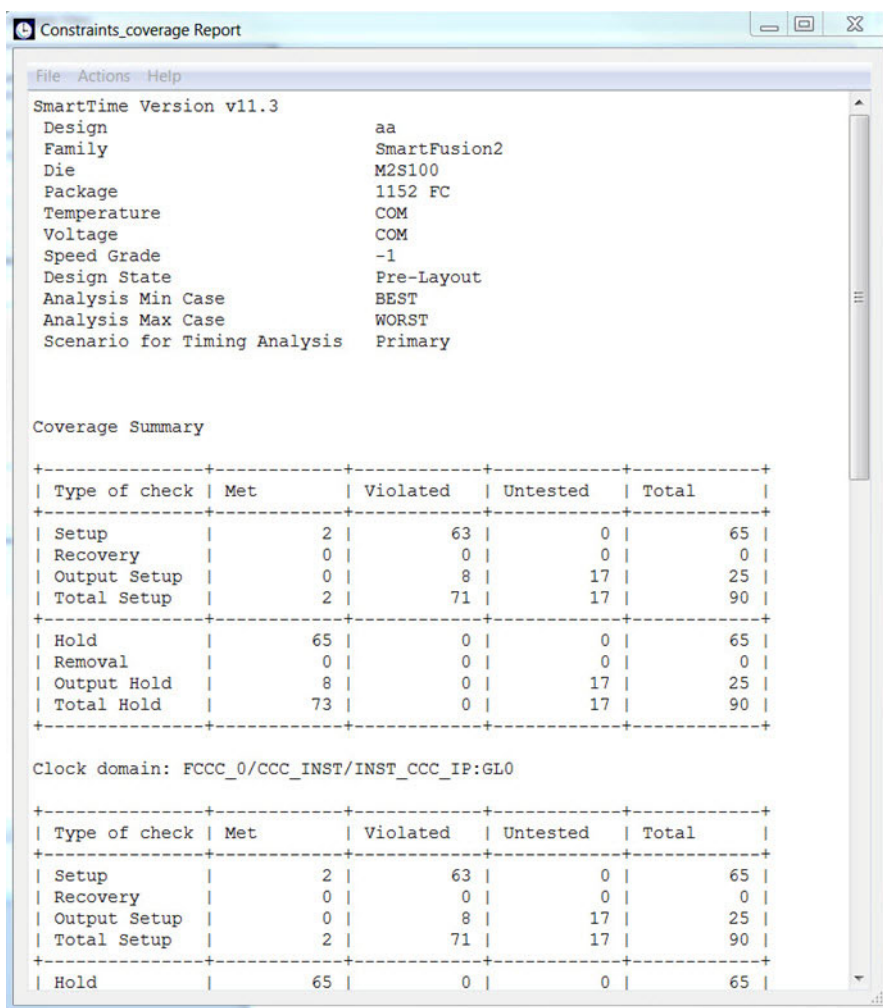 Constraints_coverage Report
File Actions Help
SmartTime Version v11.3
Design aa
Family SmartFusion2
Die M2S100
Package 1152 FC
Temperature COM
Voltage COM
Speed Grade -1
Design State Pre-Layout
Analysis Min Case BEST
Analysis Max Case WORST
Scenario for Timing Analysis Primary
Coverage Summary
+---------------+------------+------------+------------+------------+
| Type of check | Met | Violated | Untested | Total |
+---------------+------------+------------+------------+------------+
| Setup | 2 | 63 | 0 | 65 |
| Recovery | 0 | 0 | 0 | 0 |
| Output Setup | 0 | 8 | 17 | 25 |
| Total Setup | 2 | 71 | 17 | 90 |
+---------------+------------+------------+------------+------------+
| Hold | 65 | 0 | 0 | 65 |
| Removal | 0 | 0 | 0 | 0 |
| Output Hold | 8 | 0 | 17 | 25 |
| Total Hold | 73 | 0 | 17 | 90 |
+---------------+------------+------------+------------+------------+
Clock domain: FCCC_0/CCC_INST/INST_CCC_IP:GL0
+---------------+------------+------------+------------+------------+
| Type of check | Met | Violated | Untested | Total |
+---------------+------------+------------+------------+------------+
| Setup | 2 | 63 | 0 | 65 |
| Recovery | 0 | 0 | 0 | 0 |
| Output Setup | 0 | 8 | 17 | 25 |
| Total Setup | 2 | 71 | 17 | 90 |
+---------------+------------+------------+------------+------------+
| Hold | 65 | 0 | 0 | 65 |